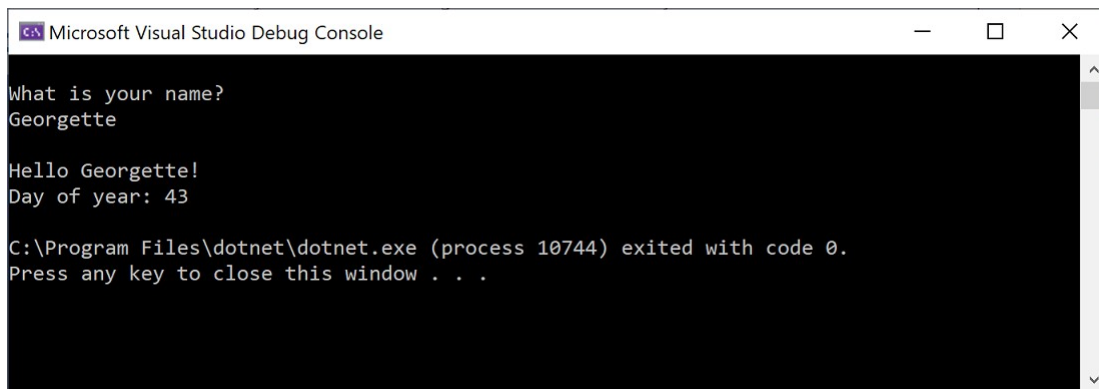 C:\ Microsoft Visual Studio Debug Console
What is your name?
Georgette
Hello Georgette!
Day of year: 43
C:\Program Files\dotnet\dotnet.exe (process 10744) exited with code 0.
Press any key to close this window . . .